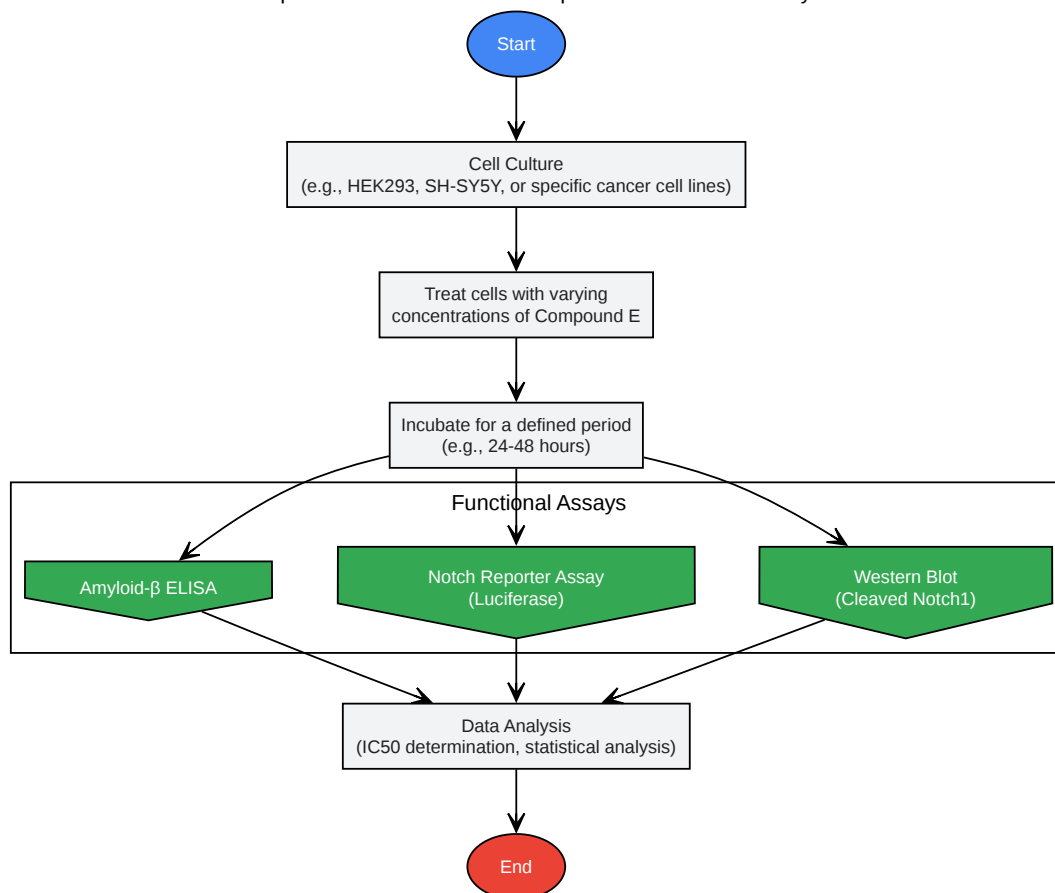 Start
Cell Culture
(e.g., HEK293, SH-SY5Y, or specific cancer cell lines)
Treat cells with varying
concentrations of Compound E
Incubate for a defined period
(e.g., 24-48 hours)
Functional Assays
Amyloid-β ELISA
Notch Reporter Assay
(Luciferase)
Western Blot
(Cleaved Notch1)
Data Analysis
(IC50 determination, statistical analysis)
End